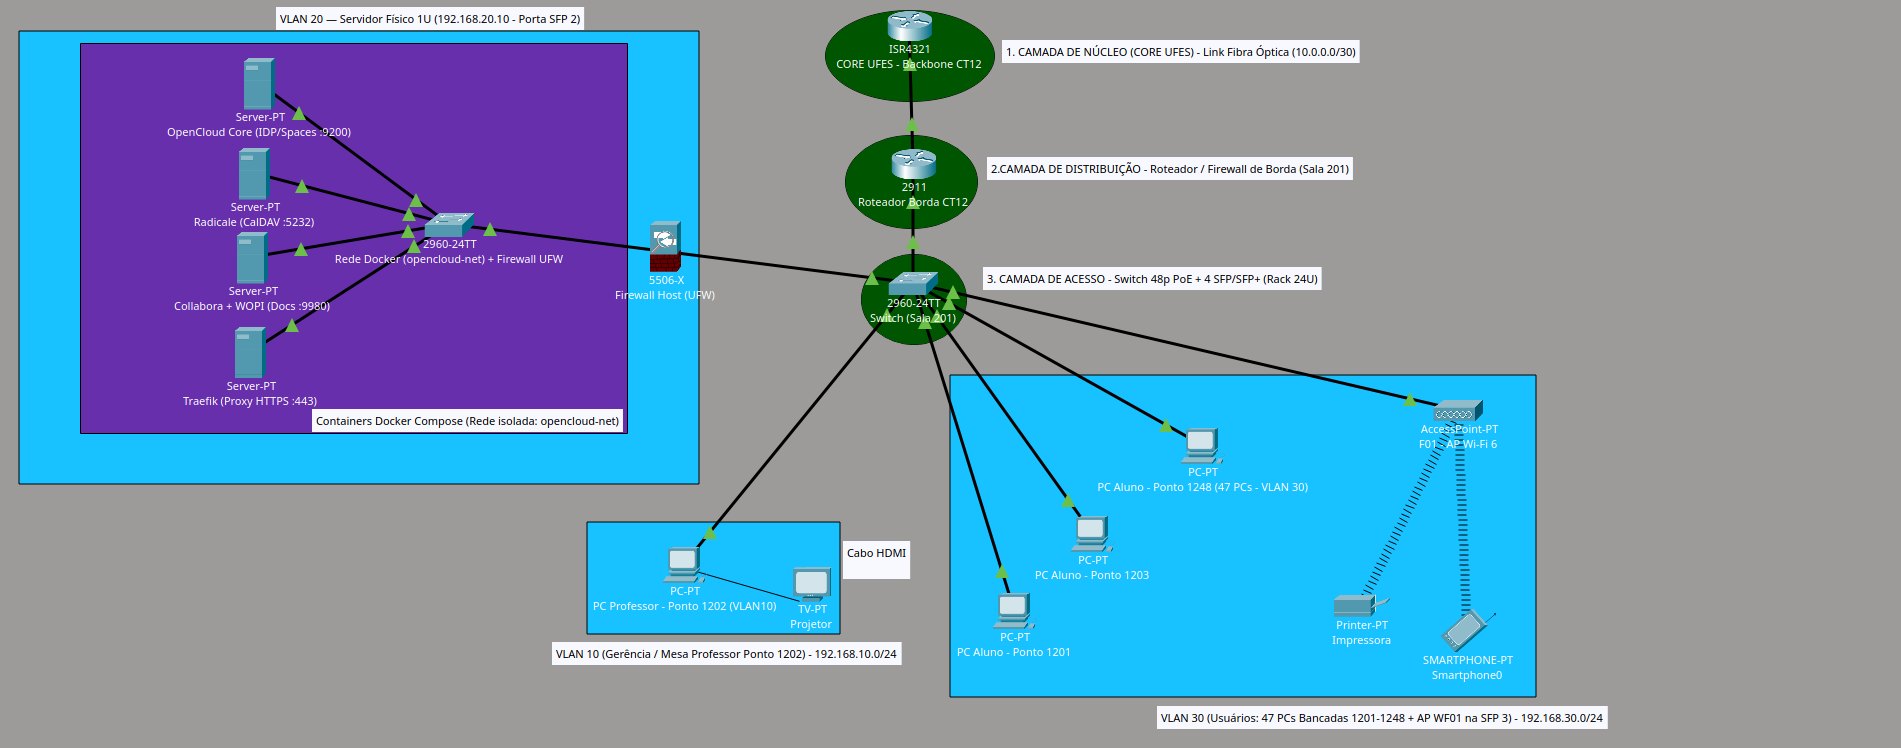 VLAN 20 — Servidor Físico 1U (192.168.20.10 - Porta SFP 2)
Server-PT
OpenCloud Core (IDP/Spaces :9200)
Server-PT
Radicale (CalDAV :5232)
Server-PT
Collabora + WOPI (Docs :9980)
Server-PT
Traefik (Proxy HTTPS :443)
2960-24TT
Rede Docker (opencloud-net) + Firewall UFW
Containers Docker Compose (Rede isolada: opencloud-net)
5506-X
Firewall Host (UFW)
ISR4321
CORE UFES - Backbone CT12
1. CAMADA DE NÚCLEO (CORE UFES) - Link Fibra Óptica (10.0.0.0/30)
2911
Roteador Borda CT12
2.CAMADA DE DISTRIBUIÇÃO - Roteador / Firewall de Borda (Sala 201)
2960-24TT
Switch (Sala 201)
3. CAMADA DE ACESSO - Switch 48p PoE + 4 SFP/SFP+ (Rack 24U)
PC-PT
PC Professor - Ponto 1202 (VLAN10)
TV-PT
Projetor
Cabo HDMI
VLAN 10 (Gerência / Mesa Professor Ponto 1202) - 192.168.10.0/24
PC-PT
PC Aluno - Ponto 1248 (47 PCs - VLAN 30)
PC-PT
PC Aluno - Ponto 1203
PC-PT
PC Aluno - Ponto 1201
AccessPoint-PT
F01 - AP Wi-Fi 6
Printer-PT
Impressora
SMARTPHONE-PT
Smartphone0
VLAN 30 (Usuários: 47 PCs Bancadas 1201-1248 + AP WF01 na SFP 3) - 192.168.30.0/24